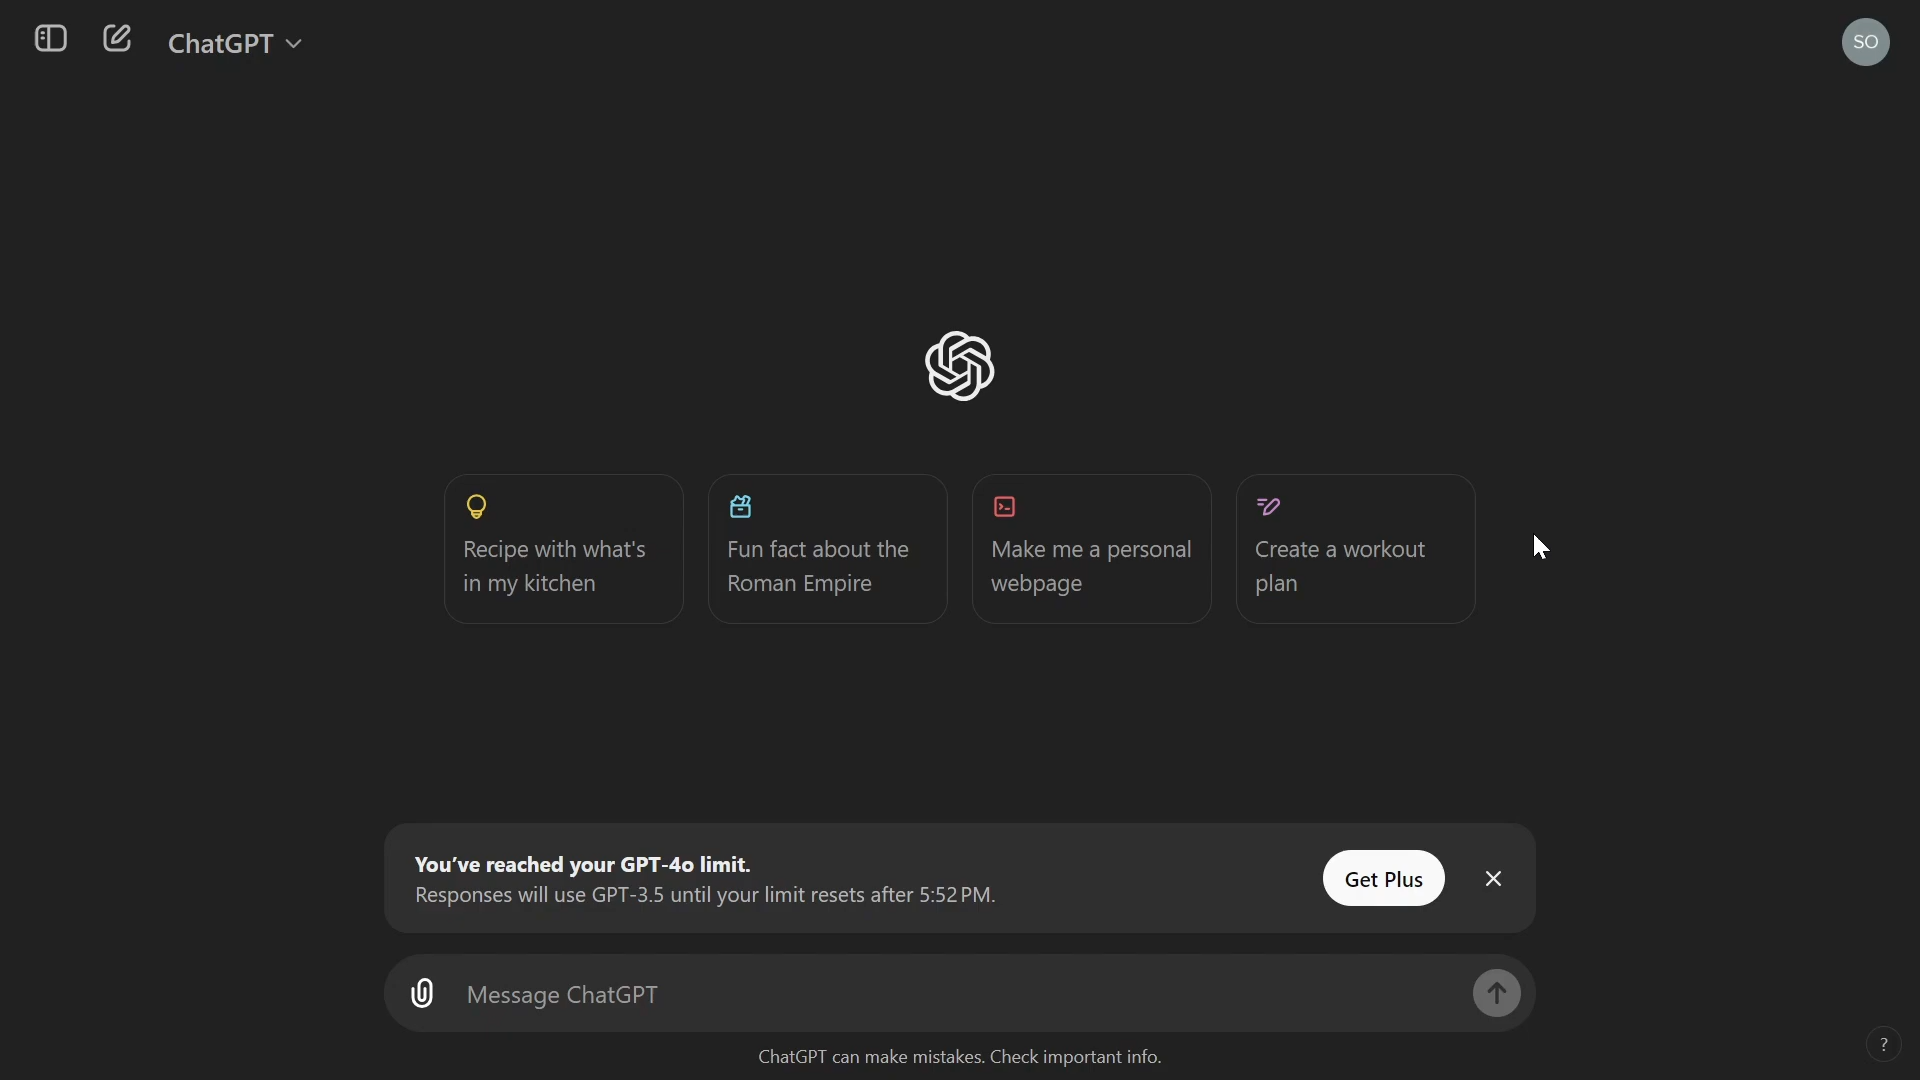 ChatGPT
SO
Recipe with what's
in my kitchen
Fun fact about the
Roman Empire
Make me a personal
webpage
Create a workout
plan
You’ve reached your GPT-4o limit.
Responses will use GPT-3.5 until your limit resets after 5:52 PM.
Get Plus
Message ChatGPT
ChatGPT can make mistakes. Check important info.
?